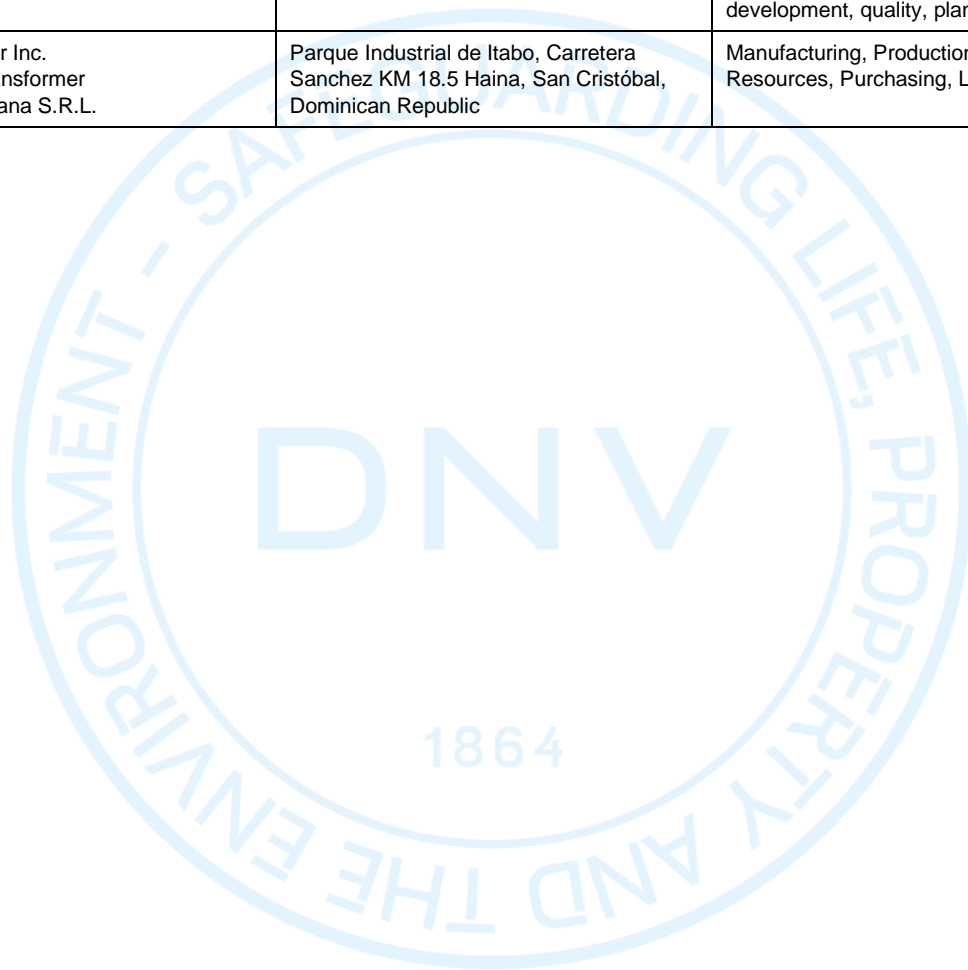 development, quality, plan
r Inc.
nsformer
ana S.R.L.
Parque Industrial de Itabo, Carretera
Sanchez KM 18.5 Haina, San Cristóbal,
Dominican Republic
Manufacturing, Production
Resources, Purchasing, L
SAFEGUARDING LIFE, PROPERTY AND THE ENVIRONMENT -
DNV
1864